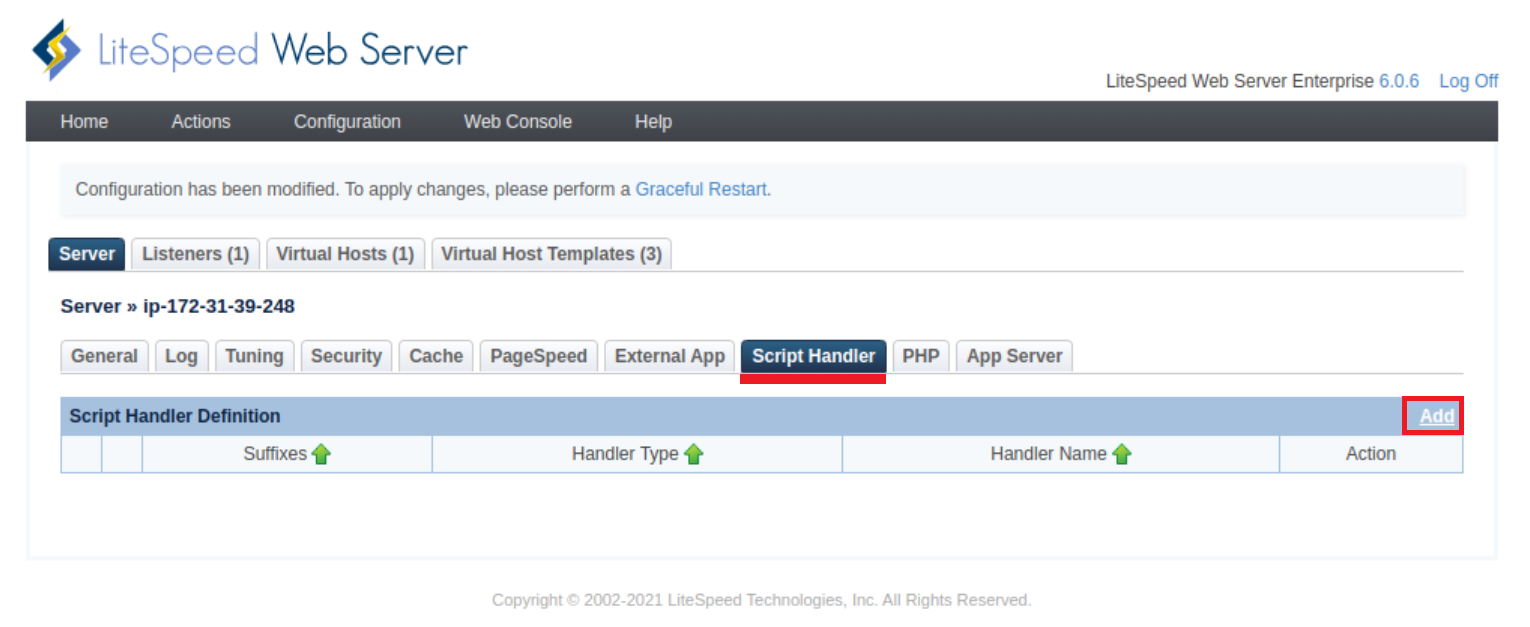 LiteSpeed Web Server
LiteSpeed Web Server Enterprise 6.0.6 Log Off
Home Actions Configuration Web Console Help
Configuration has been modified. To apply changes, please perform a Graceful Restart.
Server Listeners (1) Virtual Hosts (1) Virtual Host Templates (3)
Server » ip-172-31-39-248
General Log Tuning Security Cache PageSpeed External App Script Handler PHP App Server
Script Handler Definition Add
Suffixes Handler Type Handler Name Action
Copyright © 2002-2021 LiteSpeed Technologies, Inc. All Rights Reserved.